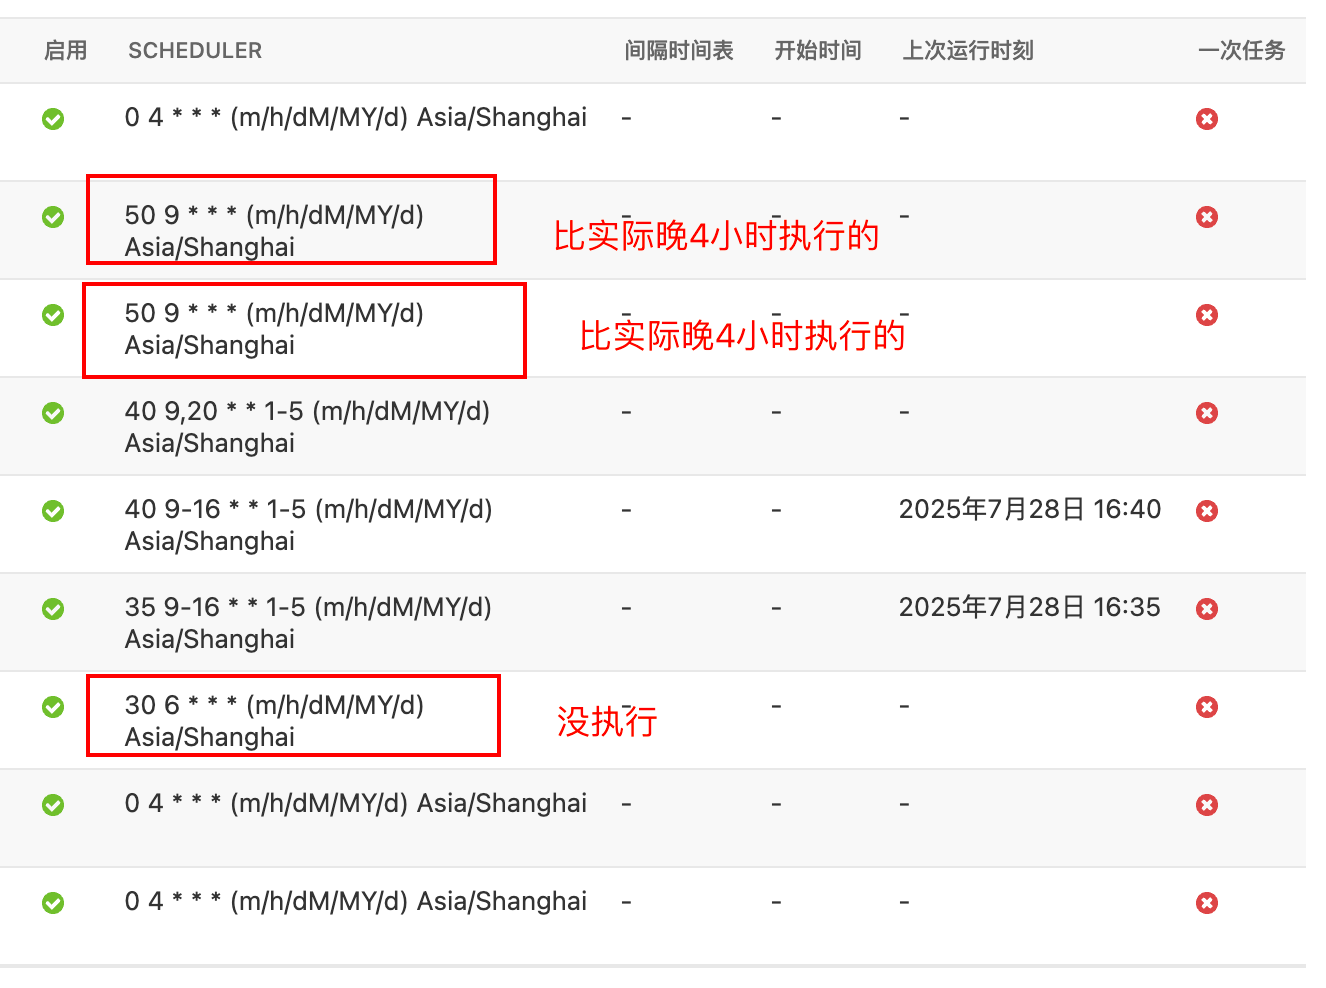 启用 SCHEDULER 间隔时间表 开始时间 上次运行时刻 一次任务
0 4 * * * (m/h/dM/MY/d) Asia/Shanghai - - -
50 9 * * * (m/h/dM/MY/d) - - -
Asia/Shanghai
比实际晚4小时执行的
50 9 * * * (m/h/dM/MY/d) - - -
Asia/Shanghai
比实际晚4小时执行的
40 9,20 * * 1-5 (m/h/dM/MY/d) - - -
Asia/Shanghai
40 9-16 * * 1-5 (m/h/dM/MY/d) - - 2025年7月28日 16:40
Asia/Shanghai
35 9-16 * * 1-5 (m/h/dM/MY/d) - - 2025年7月28日 16:35
Asia/Shanghai
30 6 * * * (m/h/dM/MY/d) - - -
Asia/Shanghai
没执行
0 4 * * * (m/h/dM/MY/d) Asia/Shanghai - - -
0 4 * * * (m/h/dM/MY/d) Asia/Shanghai - - -